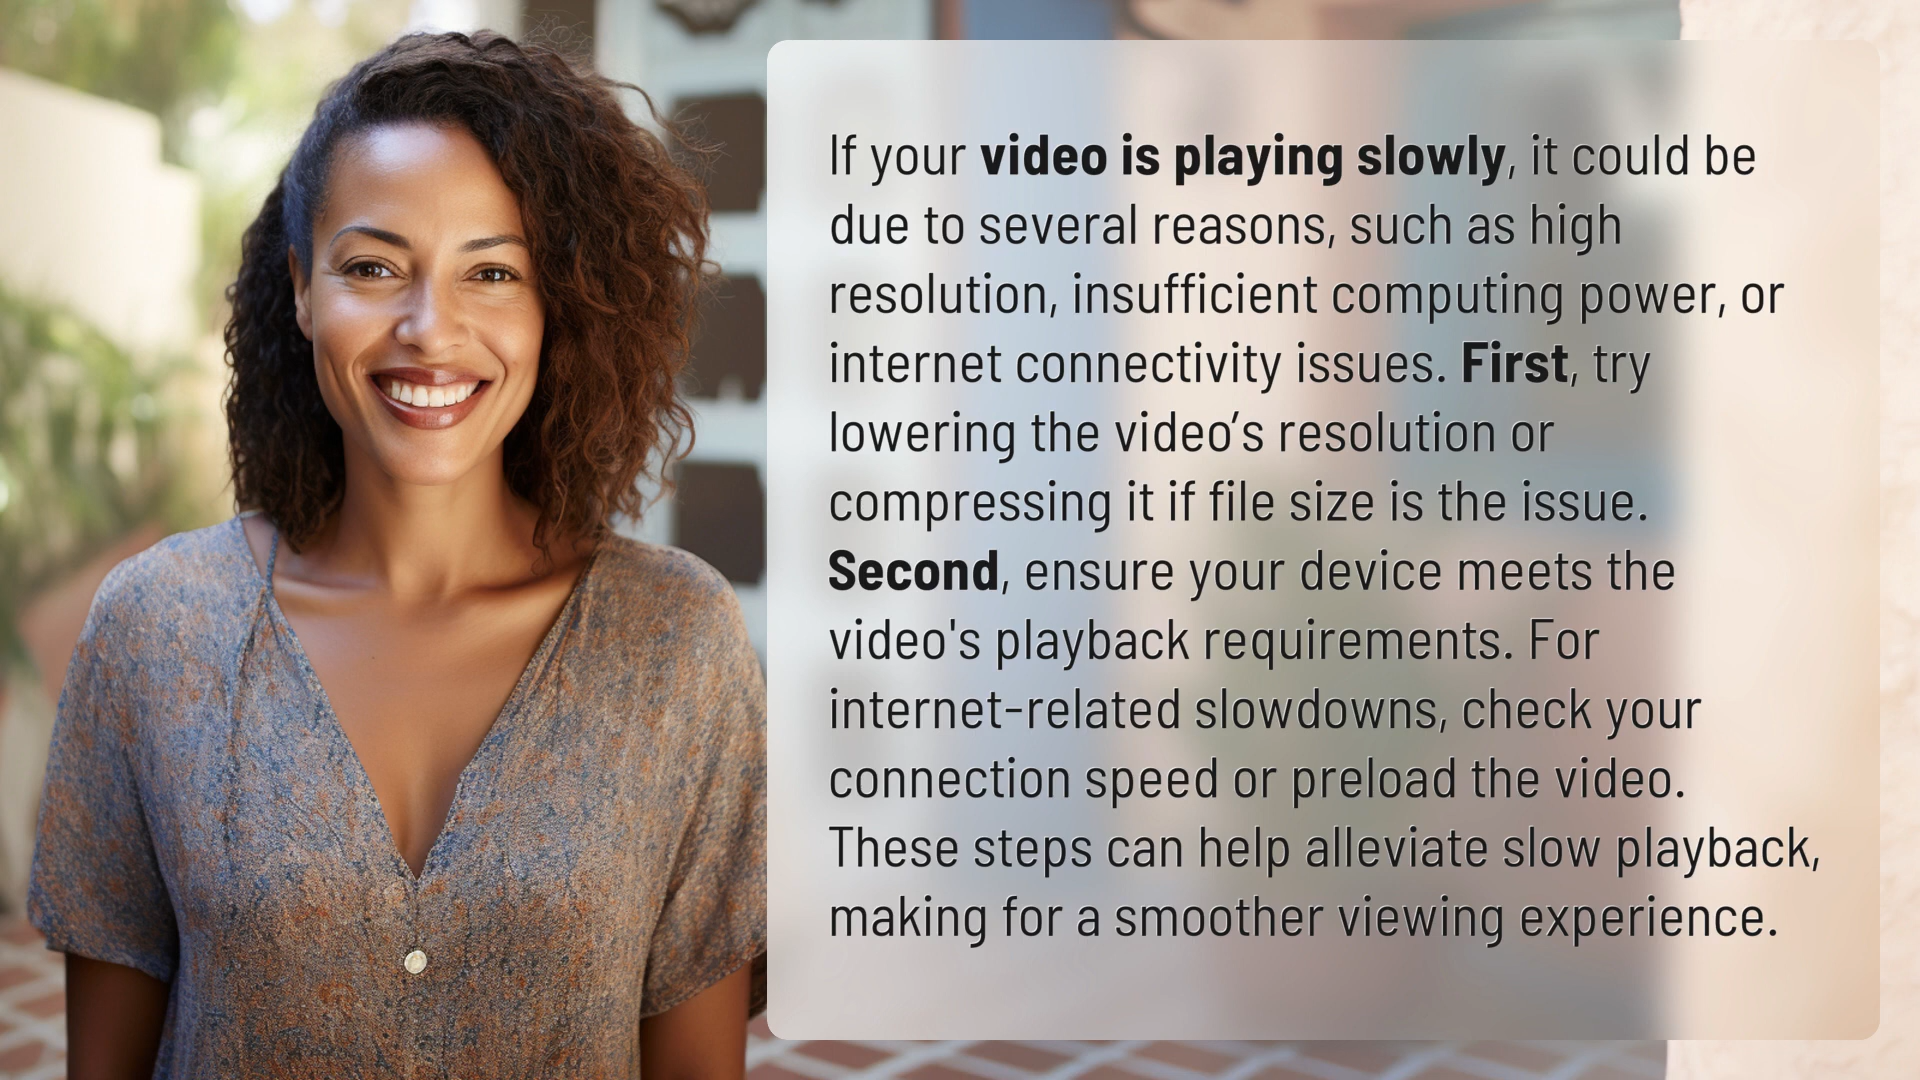 If your video is playing slowly, it could be
due to several reasons, such as high
resolution, insufficient computing power, or
internet connectivity issues. First, try
lowering the video’s resolution or
compressing it if file size is the issue.
Second, ensure your device meets the
video's playback requirements. For
internet-related slowdowns, check your
connection speed or preload the video.
These steps can help alleviate slow playback,
making for a smoother viewing experience.